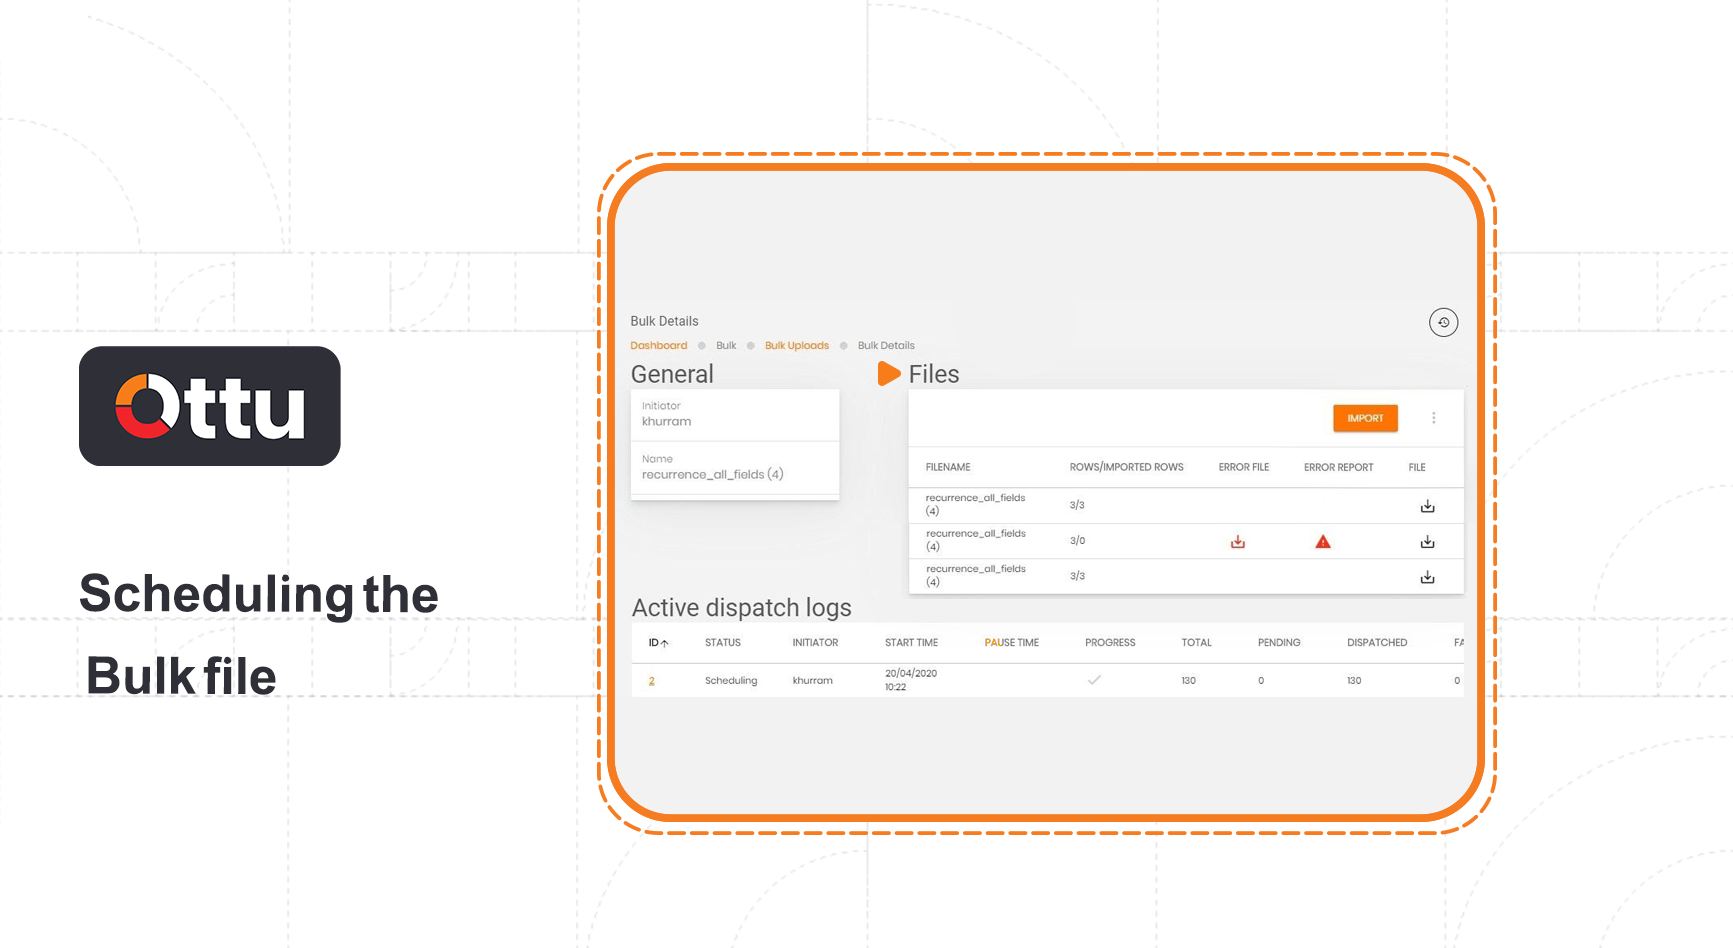 Ottu
Scheduling the
Bulk file
Bulk Details
Dashboard Bulk Bulk Uploads Bulk Details
General
Initiator
khurram
Name
recurrence_all_fields (4)
Files
IMPORT
FILENAME ROWS/IMPORTED ROWS ERROR FILE ERROR REPORT FILE
recurrence_all_fields
(4) 3/3
recurrence_all_fields
(4) 3/0
recurrence_all_fields
(4) 3/3
Active dispatch logs
ID STATUS INITIATOR START TIME PAUSE TIME PROGRESS TOTAL PENDING DISPATCHED FA
2 Scheduling khurram 20/04/2020 130 0 130 0
10:22